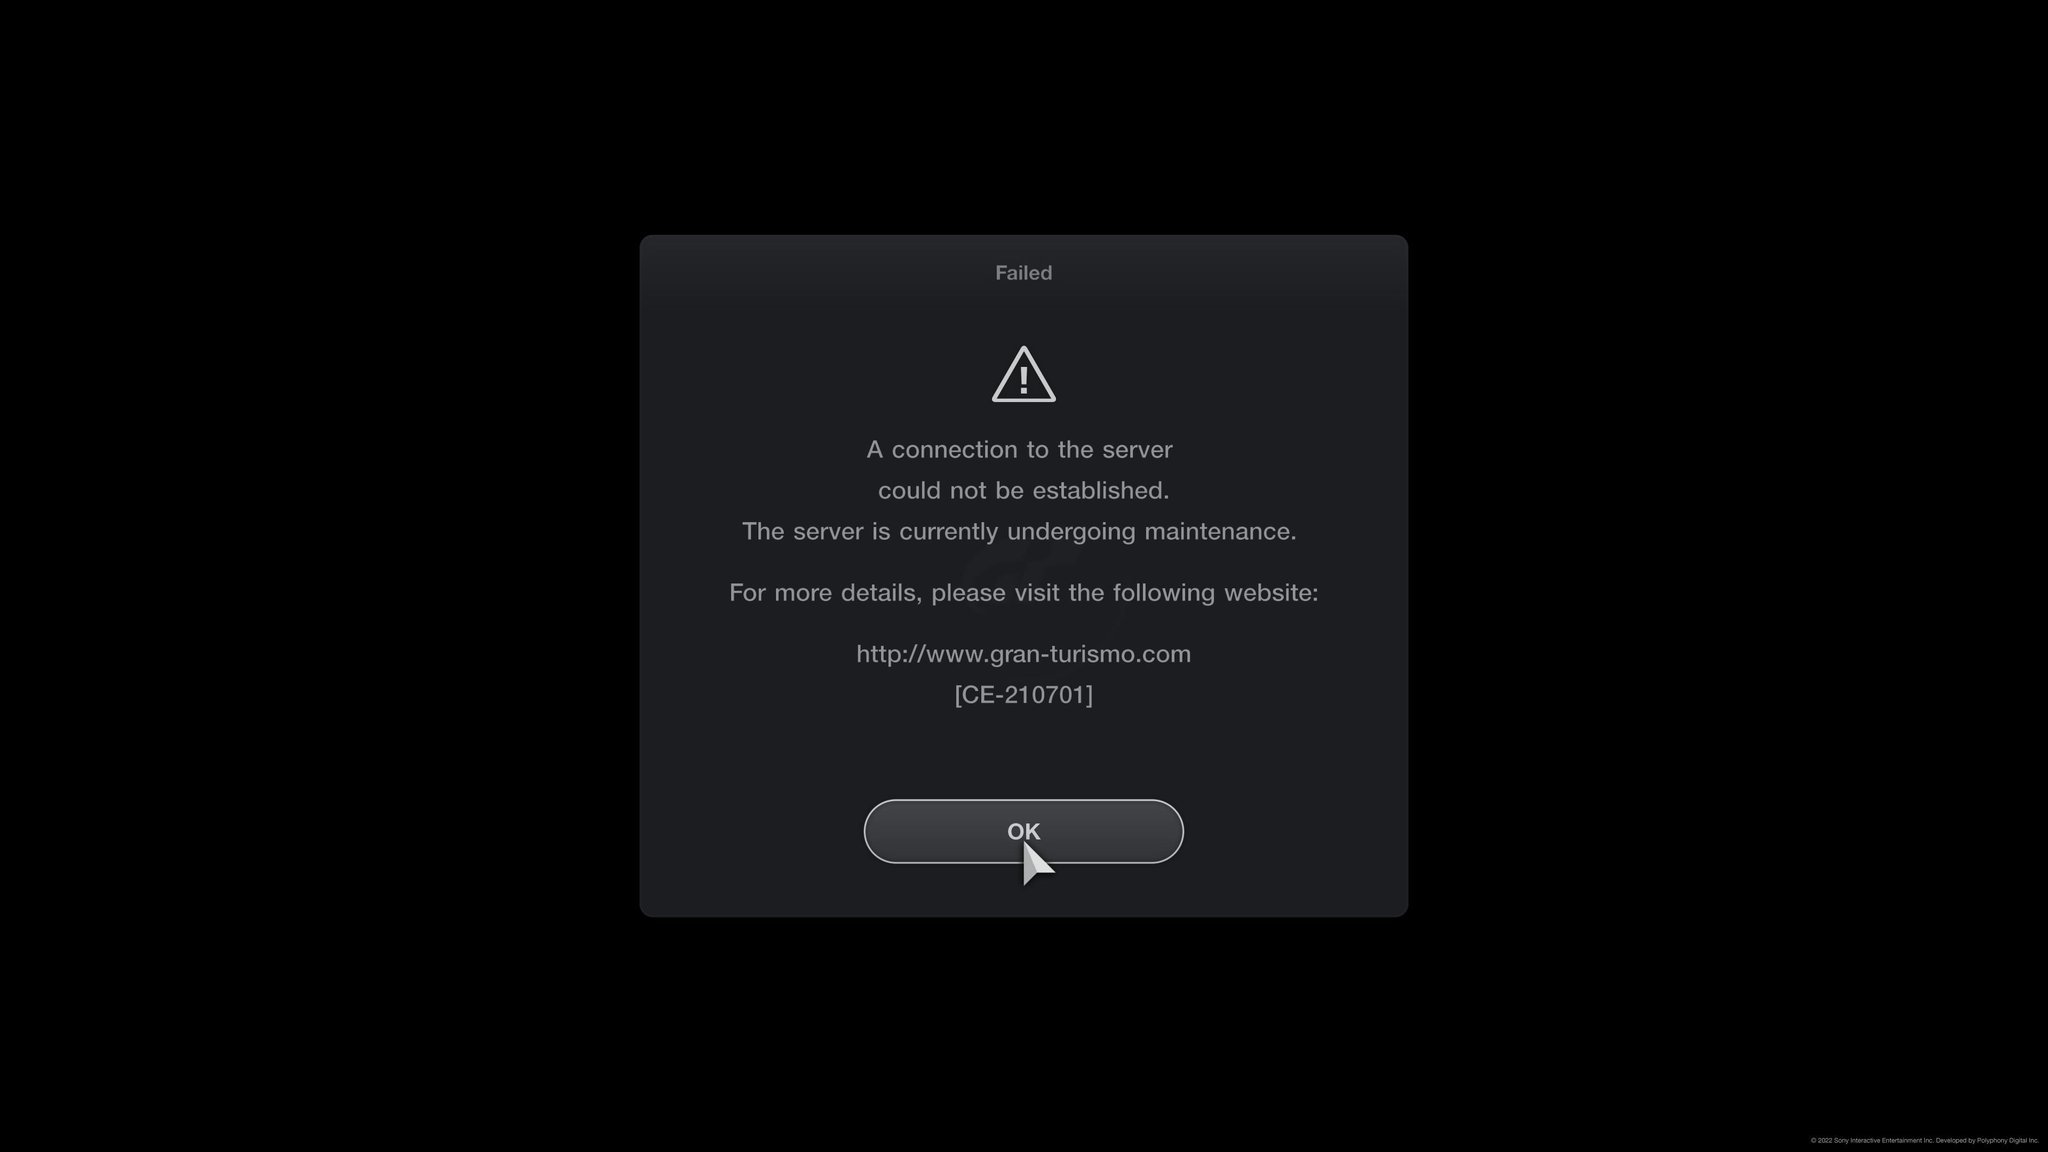 Failed
A connection to the server
could not be established.
The server is currently undergoing maintenance.
For more details, please visit the following website:
http://www.gran-turismo.com
[CE-210701]
OK
© 2022 Sony Interactive Entertainment Inc. Developed by Polyphony Digital Inc.